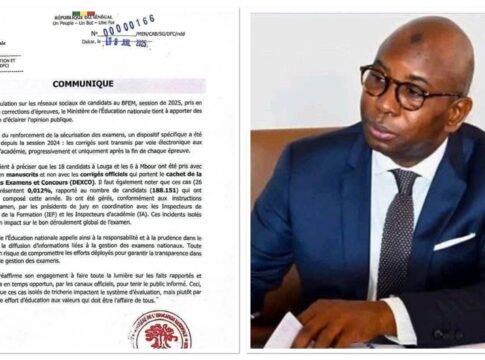 RÉPUBLIQUE DU SÉNÉGAL
Un Peuple – Un But – Une Foi
N° 00000166 /MEN/CAB/SG/DFC/ndd
Dakar, le JUIL 2025
ION ET
COMMUNIQUE
culation sur les réseaux sociaux de candidats au BFEM, session de 2025, pris en
corrections d'épreuves, le Ministère de l'Éducation nationale tient à apporter des
d'éclairer l'opinion publique.
du renforcement de la sécurisation des examens, un dispositif spécifique a été
depuis la session 2024 : les corrigés sont transmis par voie électronique aux
d'académie, progressivement et uniquement après la fin de chaque épreuve.
ient à préciser que les 18 candidats à Louga et les 6 à Mbour ont été pris avec
manuscrits et non avec les corrigés officiels qui portent le cachet de la
es Examens et Concours (DEXCO). Il faut également noter que ces cas (26
présentent 0,012%, rapporté au nombre de candidats (188.151) qui ont
composé cette année. Ils ont été gérés, conformément aux Instructions
examen, par les présidents de jury en coordination avec les Inspecteurs de
de la Formation (IEF) et les Inspecteurs d'académie (IA). Ces incidents isolés
impact sur le bon déroulement global de l'examen.
de l'Éducation nationale appelle ainsi à la responsabilité et à la prudence dans le
la diffusion d'informations liées à la gestion des examens nationaux. Toute
n risque de compromettre les efforts déployés pour garantir la transparence dans
e gestion des examens.
réaffirme son engagement à faire toute la lumière sur les faits rapportés et
a en temps opportun, par les canaux officiels, pour tenir le public informé. Ceci,
que ces cas isolés de tricherie impactent le système d'évaluation, mais plutôt par
e effort d'éducation aux valeurs qui doit être l'affaire de tous.